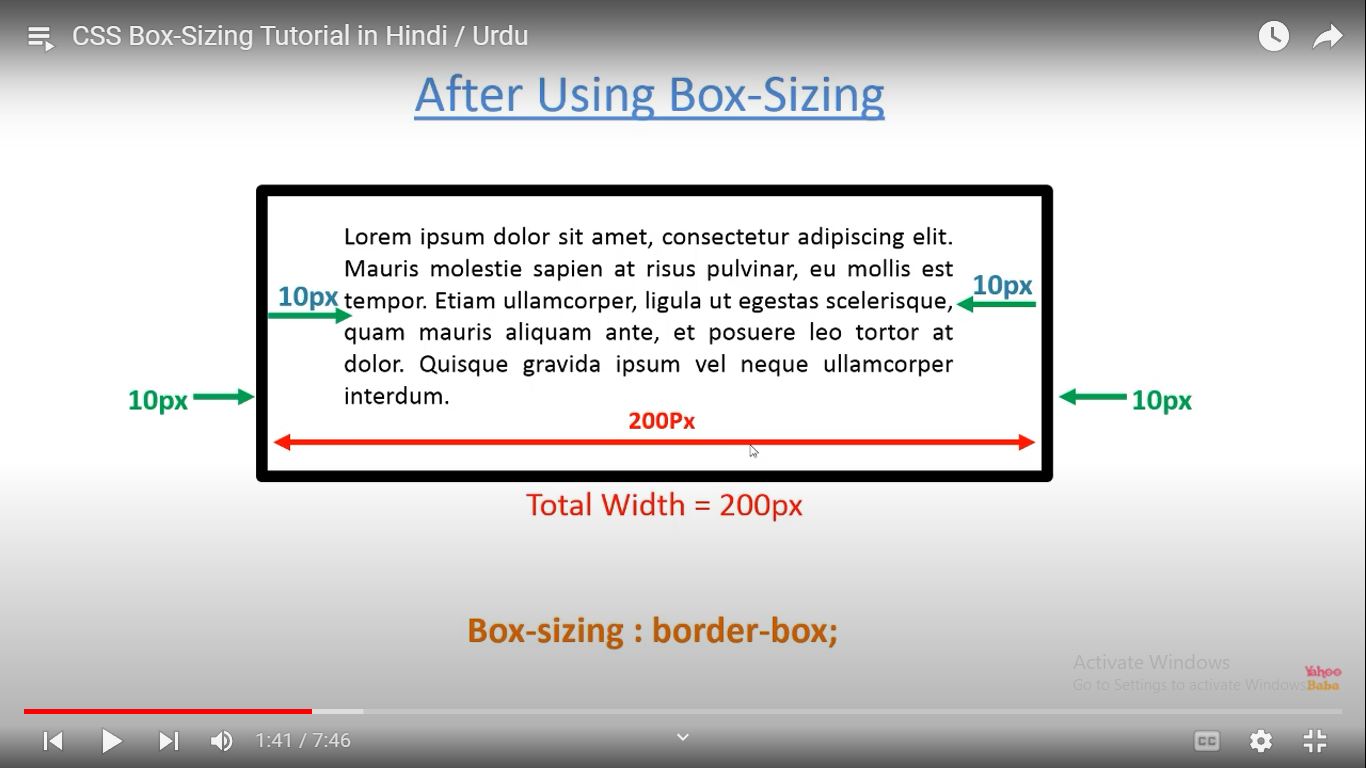 CSS Box-Sizing Tutorial in Hindi / Urdu
After Using Box-Sizing
Lorem ipsum dolor sit amet, consectetur adipiscing elit.
Mauris molestie sapien at risus pulvinar, eu mollis est
10px
tempor. Etiam ullamcorper, ligula ut egestas scelerisque,
10px
quam mauris aliquam ante, et posuere leo tortor at
dolor. Quisque gravida ipsum vel neque ullamcorper
interdum.
10px
10px
200Px
Total Width = 200px
Box-sizing : border-box;
Activate Windows
Go to Settings to activate Windows.
Yahoo
Baba
1:41 / 7:46
CC